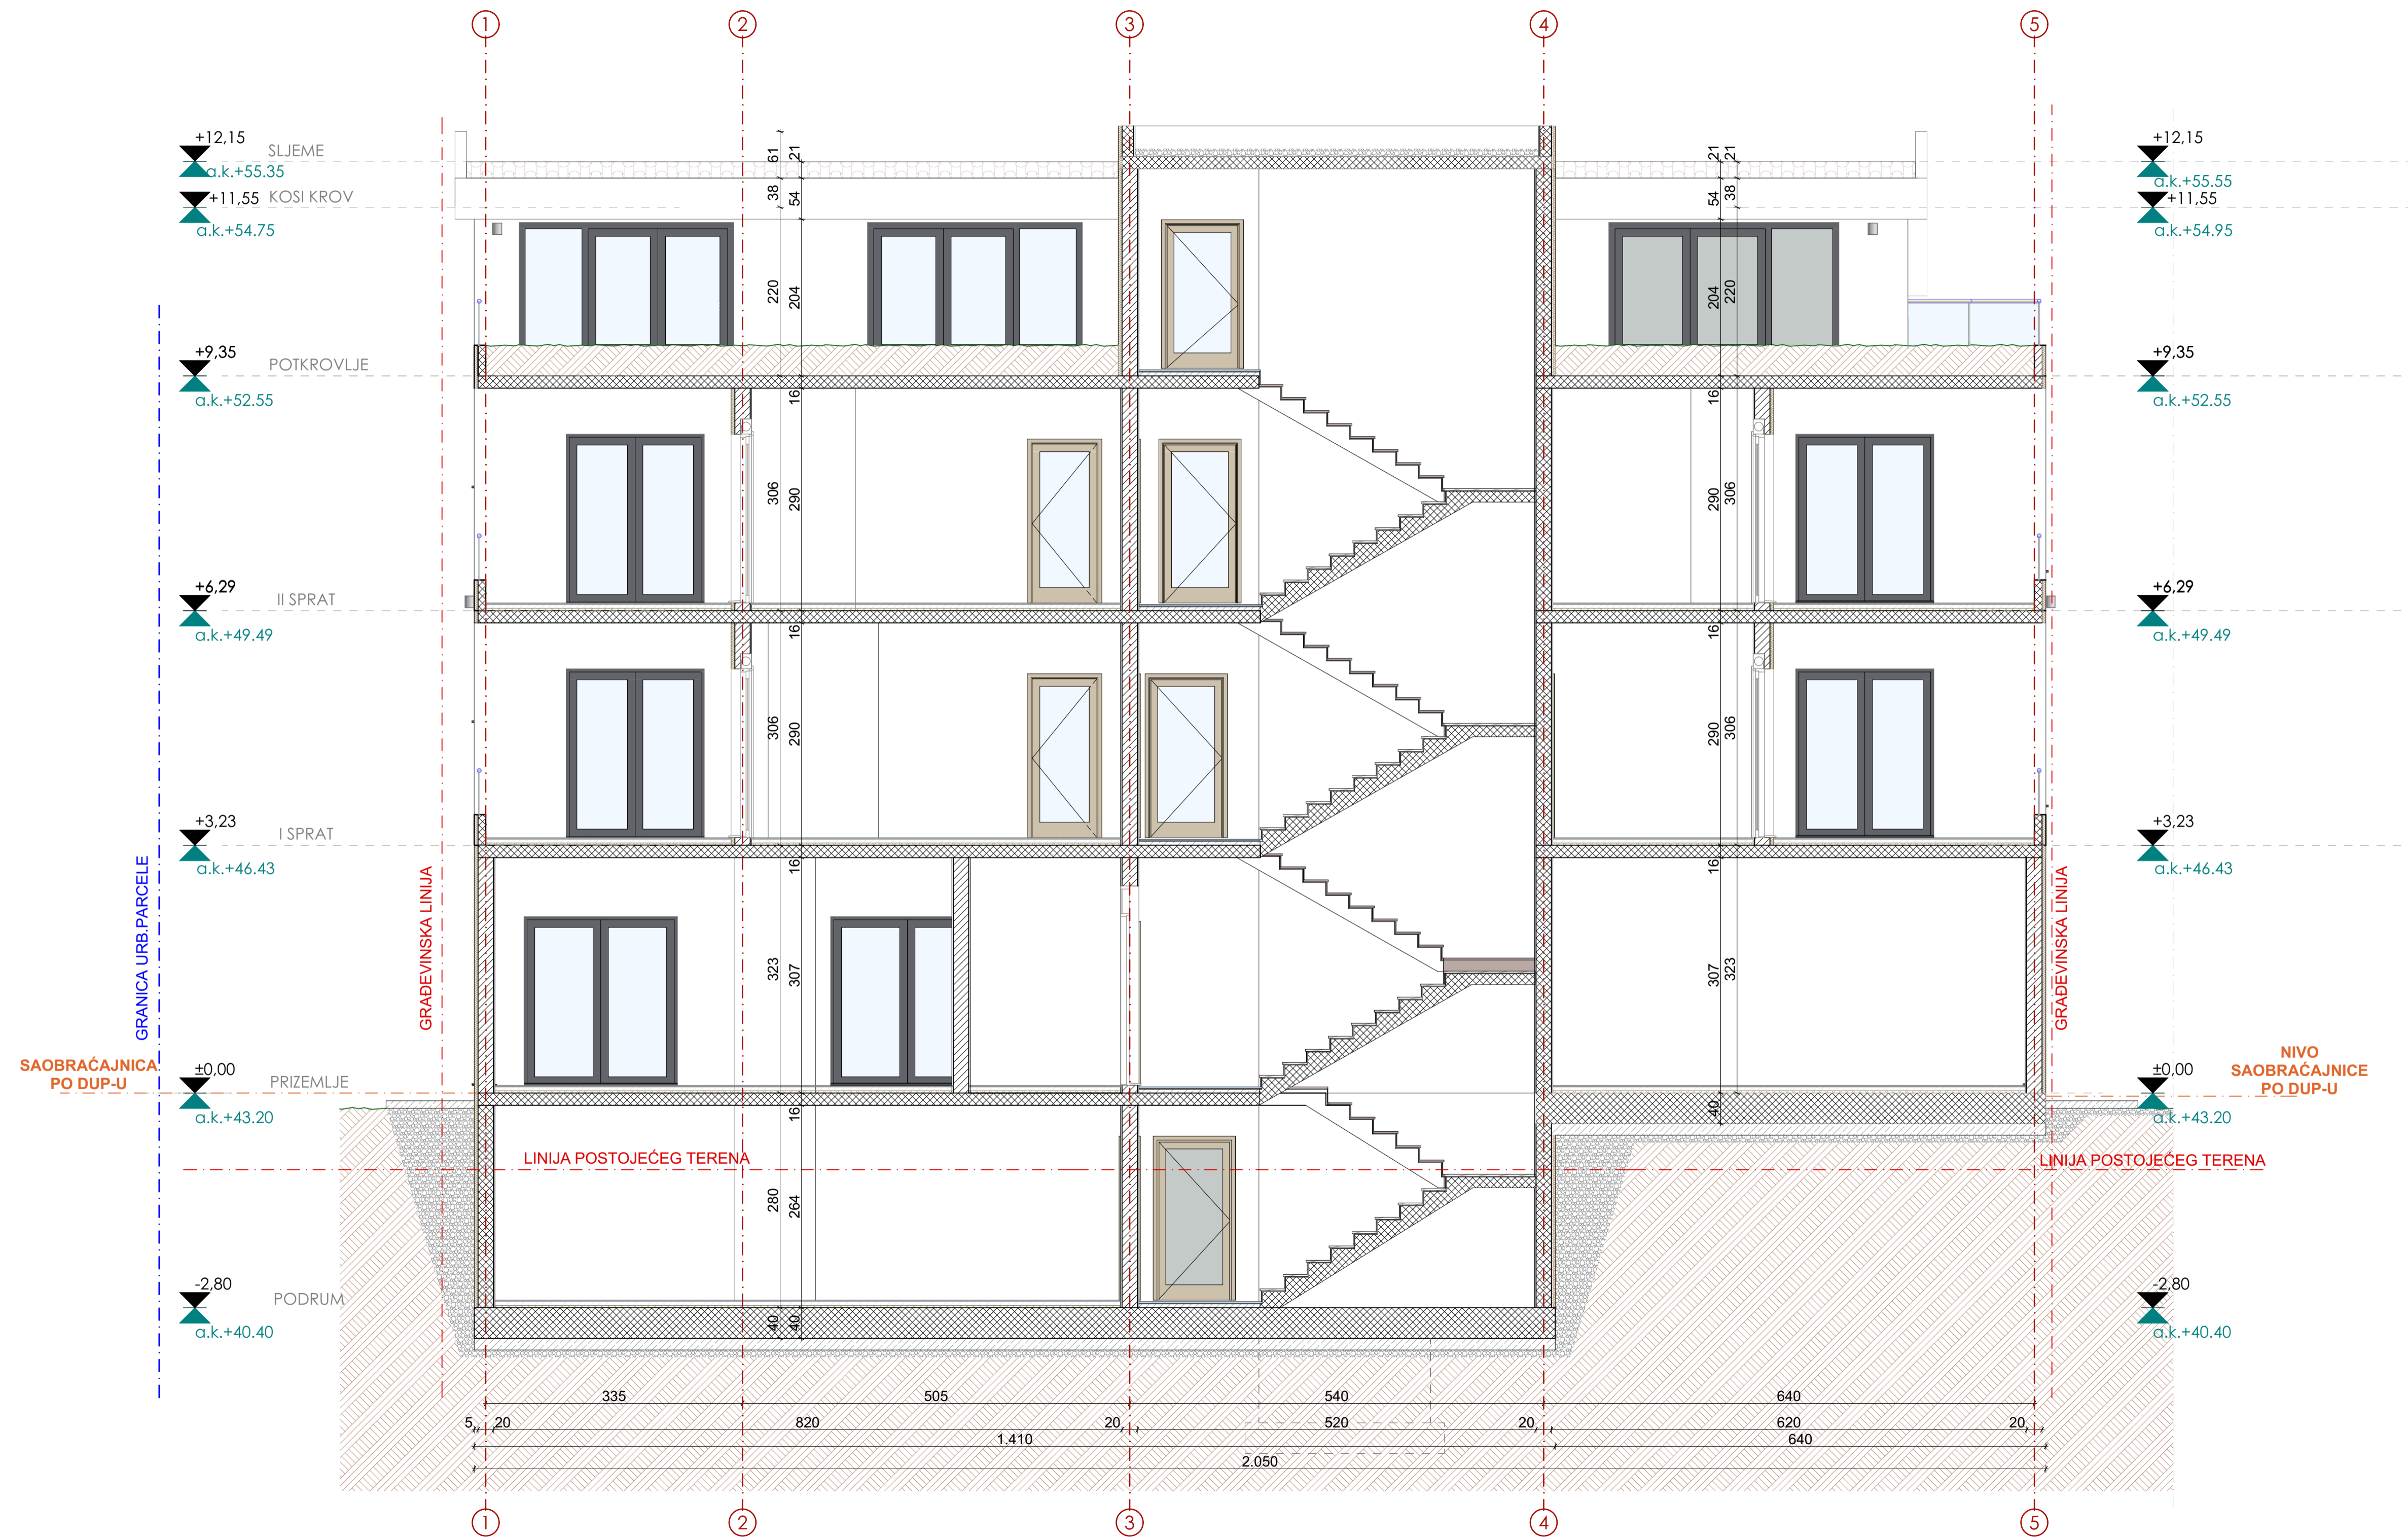 1 2 3 4 5
+12,15 SLJEME
a.k.+55.35
+11,55 KOSI KROV
a.k.+54.75
+9,35 POTKROVLJE
a.k.+52.55
+6,29 II SPRAT
a.k.+49.49
+3,23 I SPRAT
a.k.+46.43
±0,00 PRIZEMLJE
a.k.+43.20
-2,80 PODRUM
a.k.+40.40
GRANICA URB.PARCELE
GRAĐEVINSKA LINIJA
SAOBRAĆAJNICA
PO DUP-U
61 21
38 54
220 204
16
306 290
16
306 290
16
323 307
16
280 264
40 40
LINIJA POSTOJEĆEG TERENA
21 21
54 38
204 220
16
290 306
16
290 306
16
307 323
40
LINIJA POSTOJEĆEG TERENA
GRAĐEVINSKA LINIJA
+12,15
a.k.+55.55
+11,55
a.k.+54.95
+9,35
a.k.+52.55
+6,29
a.k.+49.49
+3,23
a.k.+46.43
NIVO
SAOBRAĆAJNICE
PO DUP-U
±0,00
a.k.+43.20
-2,80
a.k.+40.40
335 505 540 640
5 20 820 20 520 20 620 20
1.410 640
2.050
1 2 3 4 5